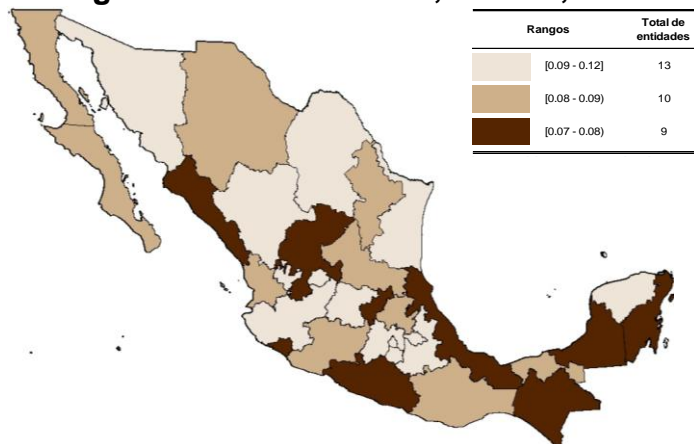 Rangos
Total de
entidades
[0.09 - 0.12]
13
[0.08 - 0.09)
10
[0.07 - 0.08)
9